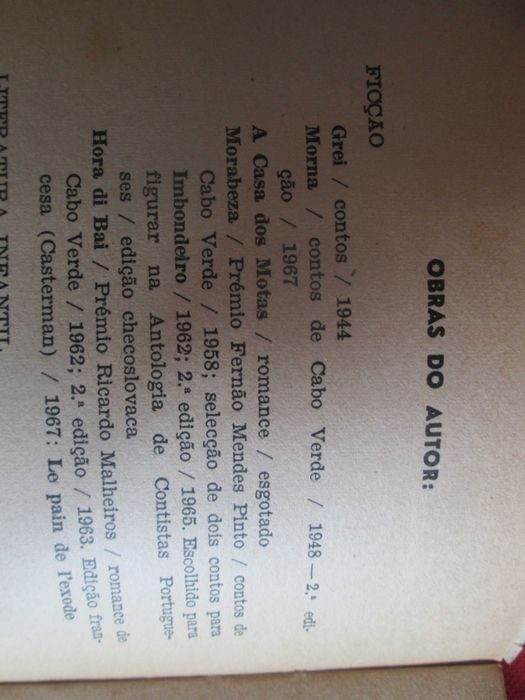 OBRAS DO AUTOR:
FICÇÃO
Grei / contos / 1944
Morna / contos de Cabo Verde / 1948 — 2.ª edi-
ção / 1967
A Casa dos Motas / romance / esgotado
Morabeza / Prémio Fernão Mendes Pinto / contos de
Cabo Verde / 1958; selecção de dois contos para
Imbondeiro / 1962; 2.ª edição / 1965. Escolhido para
figurar na Antologia de Contistas Portugue-
ses / edição checoslovaca
Hora di Bai / Prémio Ricardo Malheiros / romance de
Cabo Verde / 1962; 2.ª edição / 1963. Edição fran-
cesa (Casterman) / 1967: Le pain de l'exode
LITERATURA INFANTIL